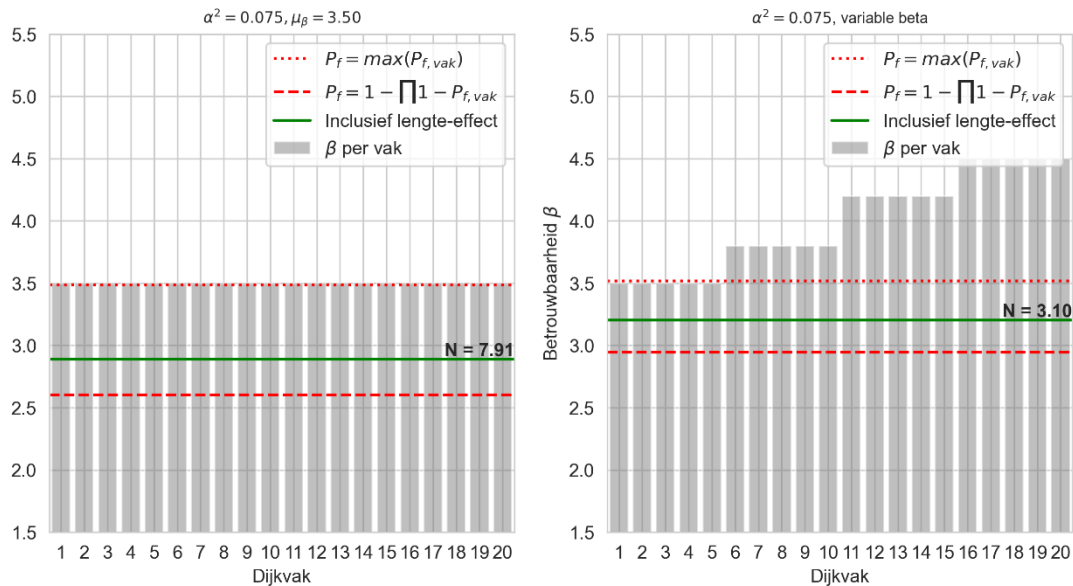 α² = 0.075, μ_β = 3.50
5.5
5.0
4.5
4.0
3.5
3.0
2.5
2.0
1.5
P_f = max(P_{f,vak})
P_f = 1 − ∏1 − P_{f,vak}
Inclusief lengte-effect
β per vak
N = 7.91
1 2 3 4 5 6 7 8 9 10 11 12 13 14 15 16 17 18 19 20
Dijkvak
α² = 0.075, variable beta
Betrouwbaarheid β
5.5
5.0
4.5
4.0
3.5
3.0
2.5
2.0
1.5
P_f = max(P_{f,vak})
P_f = 1 − ∏1 − P_{f,vak}
Inclusief lengte-effect
β per vak
N = 3.10
1 2 3 4 5 6 7 8 9 10 11 12 13 14 15 16 17 18 19 20
Dijkvak